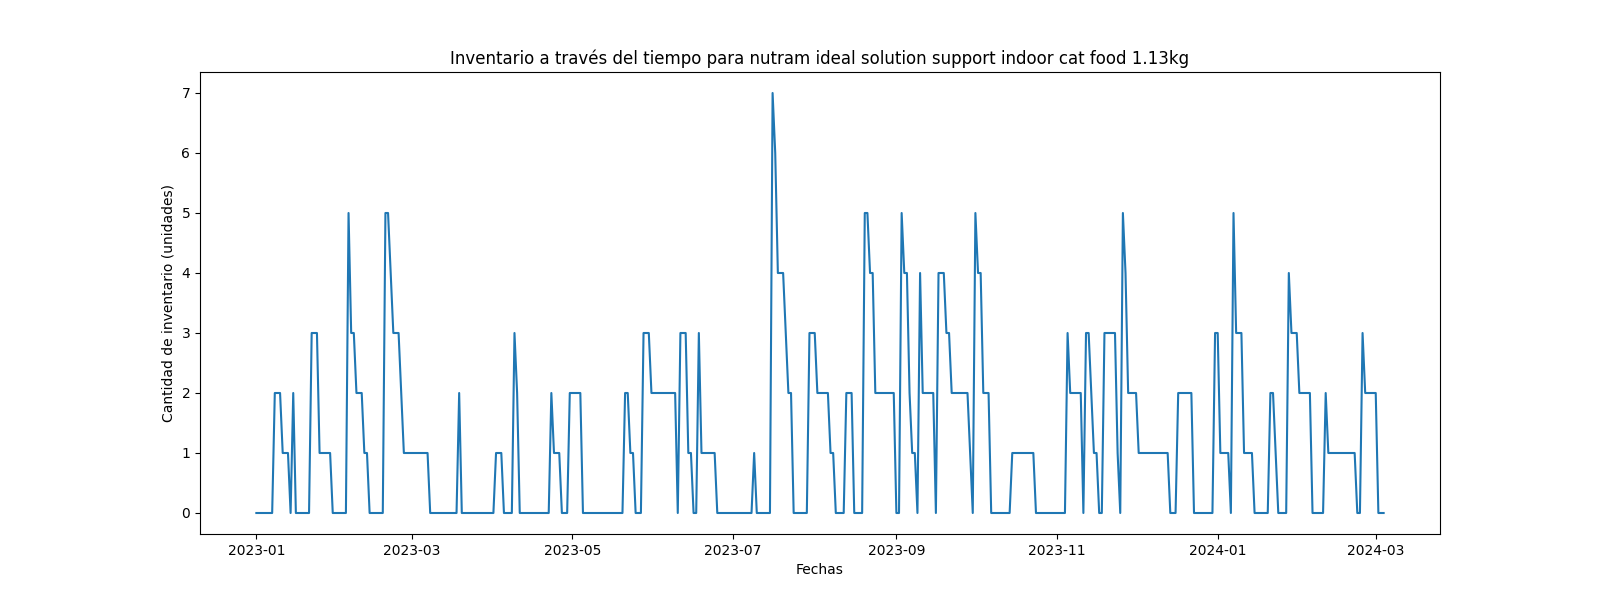 Inventario a través del tiempo para nutram ideal solution support indoor cat food 1.13kg
Cantidad de inventario (unidades)
7
6
5
4
3
2
1
0
2023-01 2023-03 2023-05 2023-07 2023-09 2023-11 2024-01 2024-03
Fechas